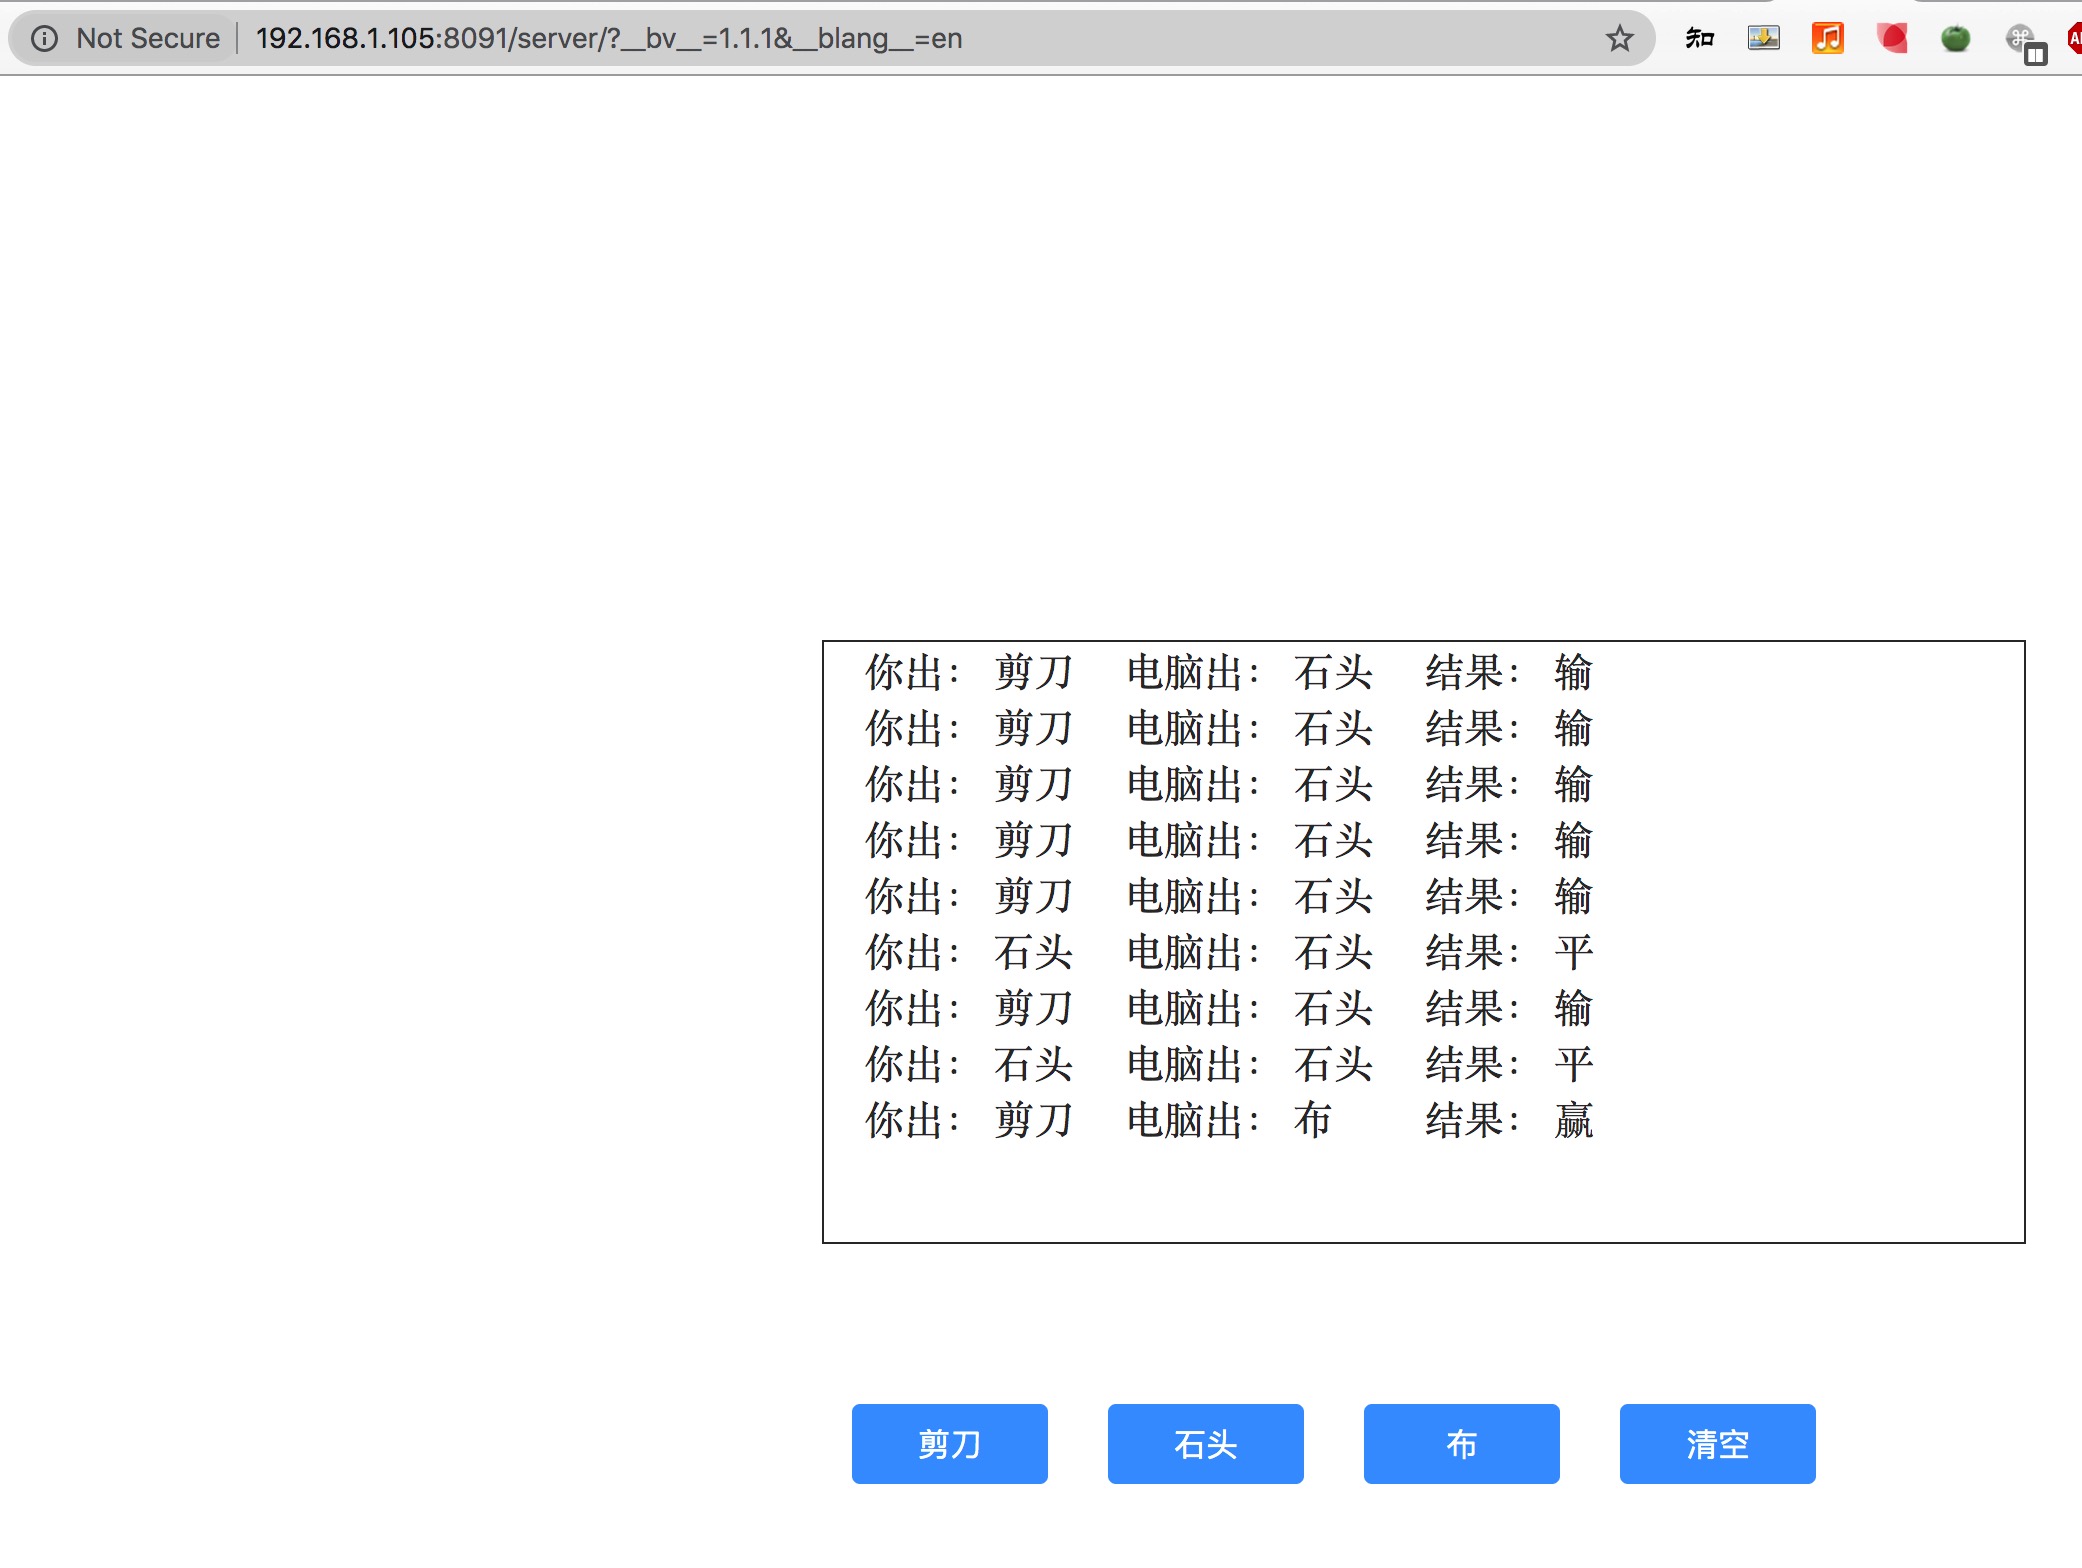 Not Secure 192.168.1.105:8091/server/?__bv__=1.1.1&__blang__=en 知
你出： 剪刀 电脑出： 石头 结果： 输
你出： 剪刀 电脑出： 石头 结果： 输
你出： 剪刀 电脑出： 石头 结果： 输
你出： 剪刀 电脑出： 石头 结果： 输
你出： 剪刀 电脑出： 石头 结果： 输
你出： 石头 电脑出： 石头 结果： 平
你出： 剪刀 电脑出： 石头 结果： 输
你出： 石头 电脑出： 石头 结果： 平
你出： 剪刀 电脑出： 布 结果： 赢
剪刀 石头 布 清空